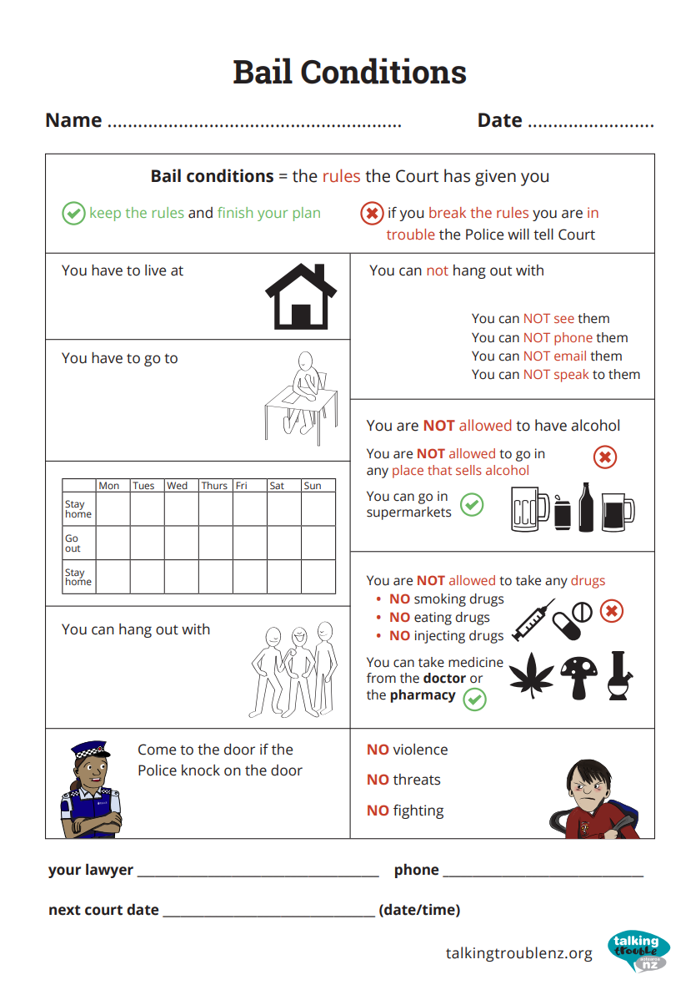 Bail Conditions
Name ......................................................... Date .........................
Bail conditions = the rules the Court has given you
keep the rules and finish your plan
if you break the rules you are in
trouble the Police will tell Court
You have to live at
You can not hang out with
You can NOT see them
You can NOT phone them
You can NOT email them
You can NOT speak to them
You have to go to
You are NOT allowed to have alcohol
You are NOT allowed to go in
any place that sells alcohol
You can go in
supermarkets
Mon Tues Wed Thurs Fri Sat Sun
Stay
home
Go
out
Stay
home
You are NOT allowed to take any drugs
• NO smoking drugs
• NO eating drugs
• NO injecting drugs
You can take medicine
from the doctor or
the pharmacy
You can hang out with
Come to the door if the
Police knock on the door
NO violence
NO threats
NO fighting
your lawyer ______________________________ phone _________________________
next court date __________________________ (date/time)
talkingtroublenz.org
talking
trouble
aotearoa
nz